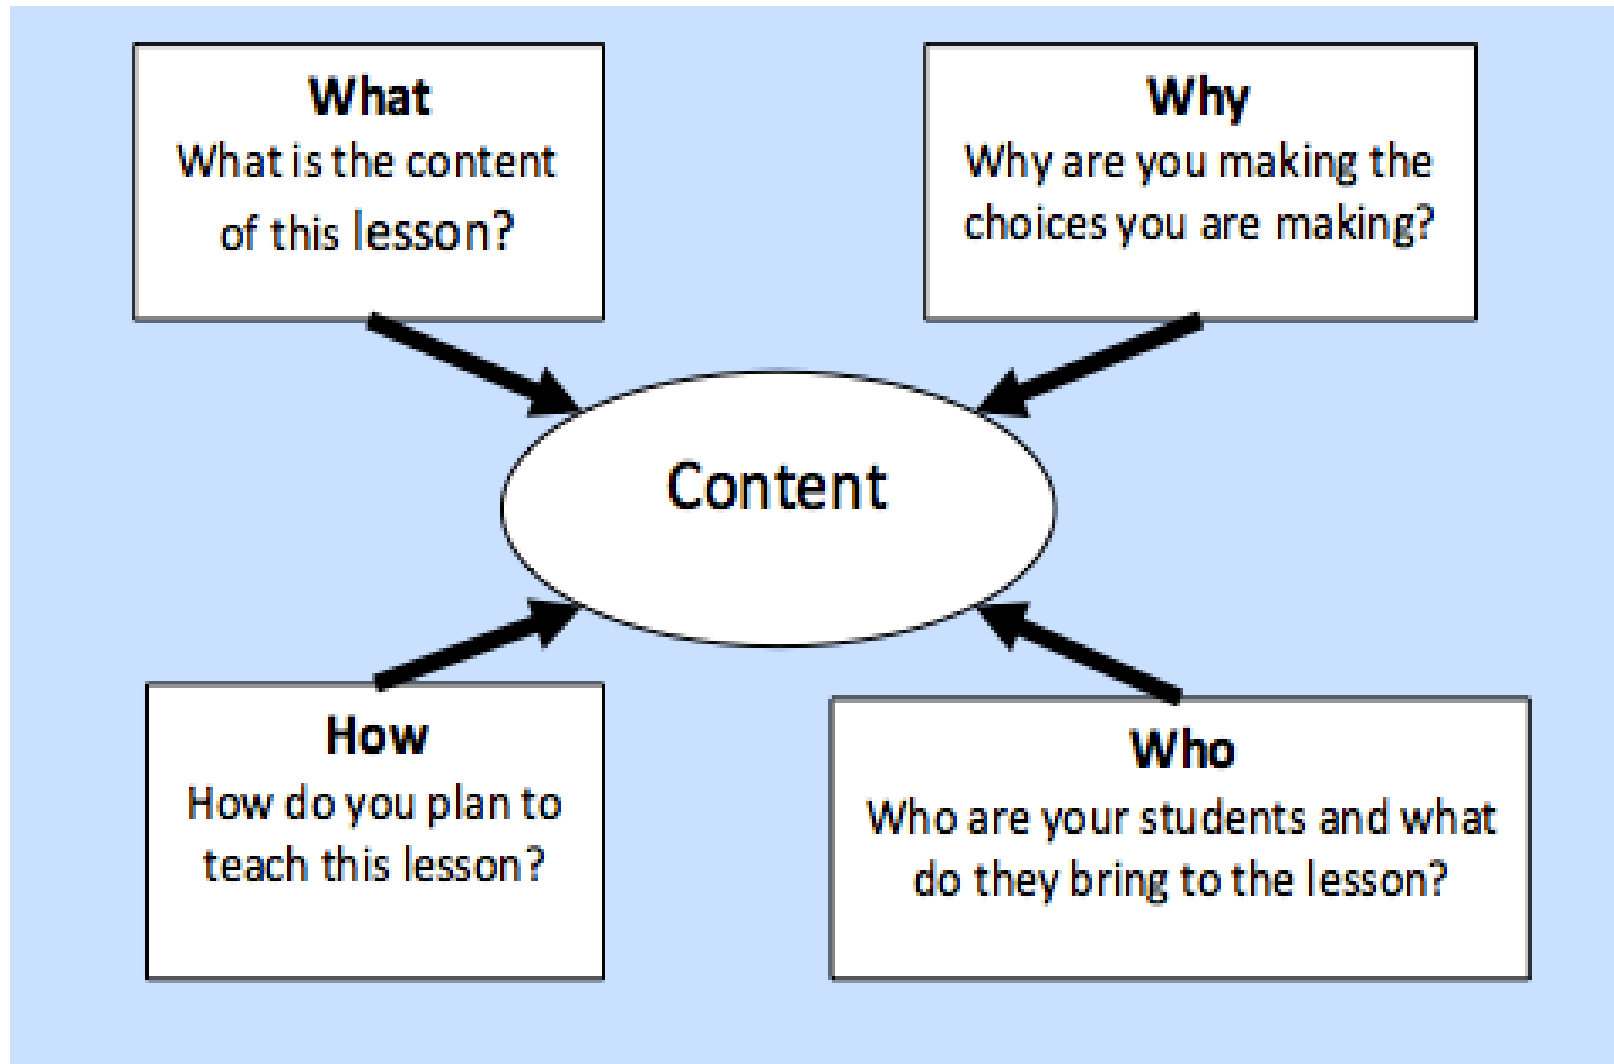 What
What is the content
of this lesson?
Why
Why are you making the
choices you are making?
Content
How
How do you plan to
teach this lesson?
Who
Who are your students and what
do they bring to the lesson?